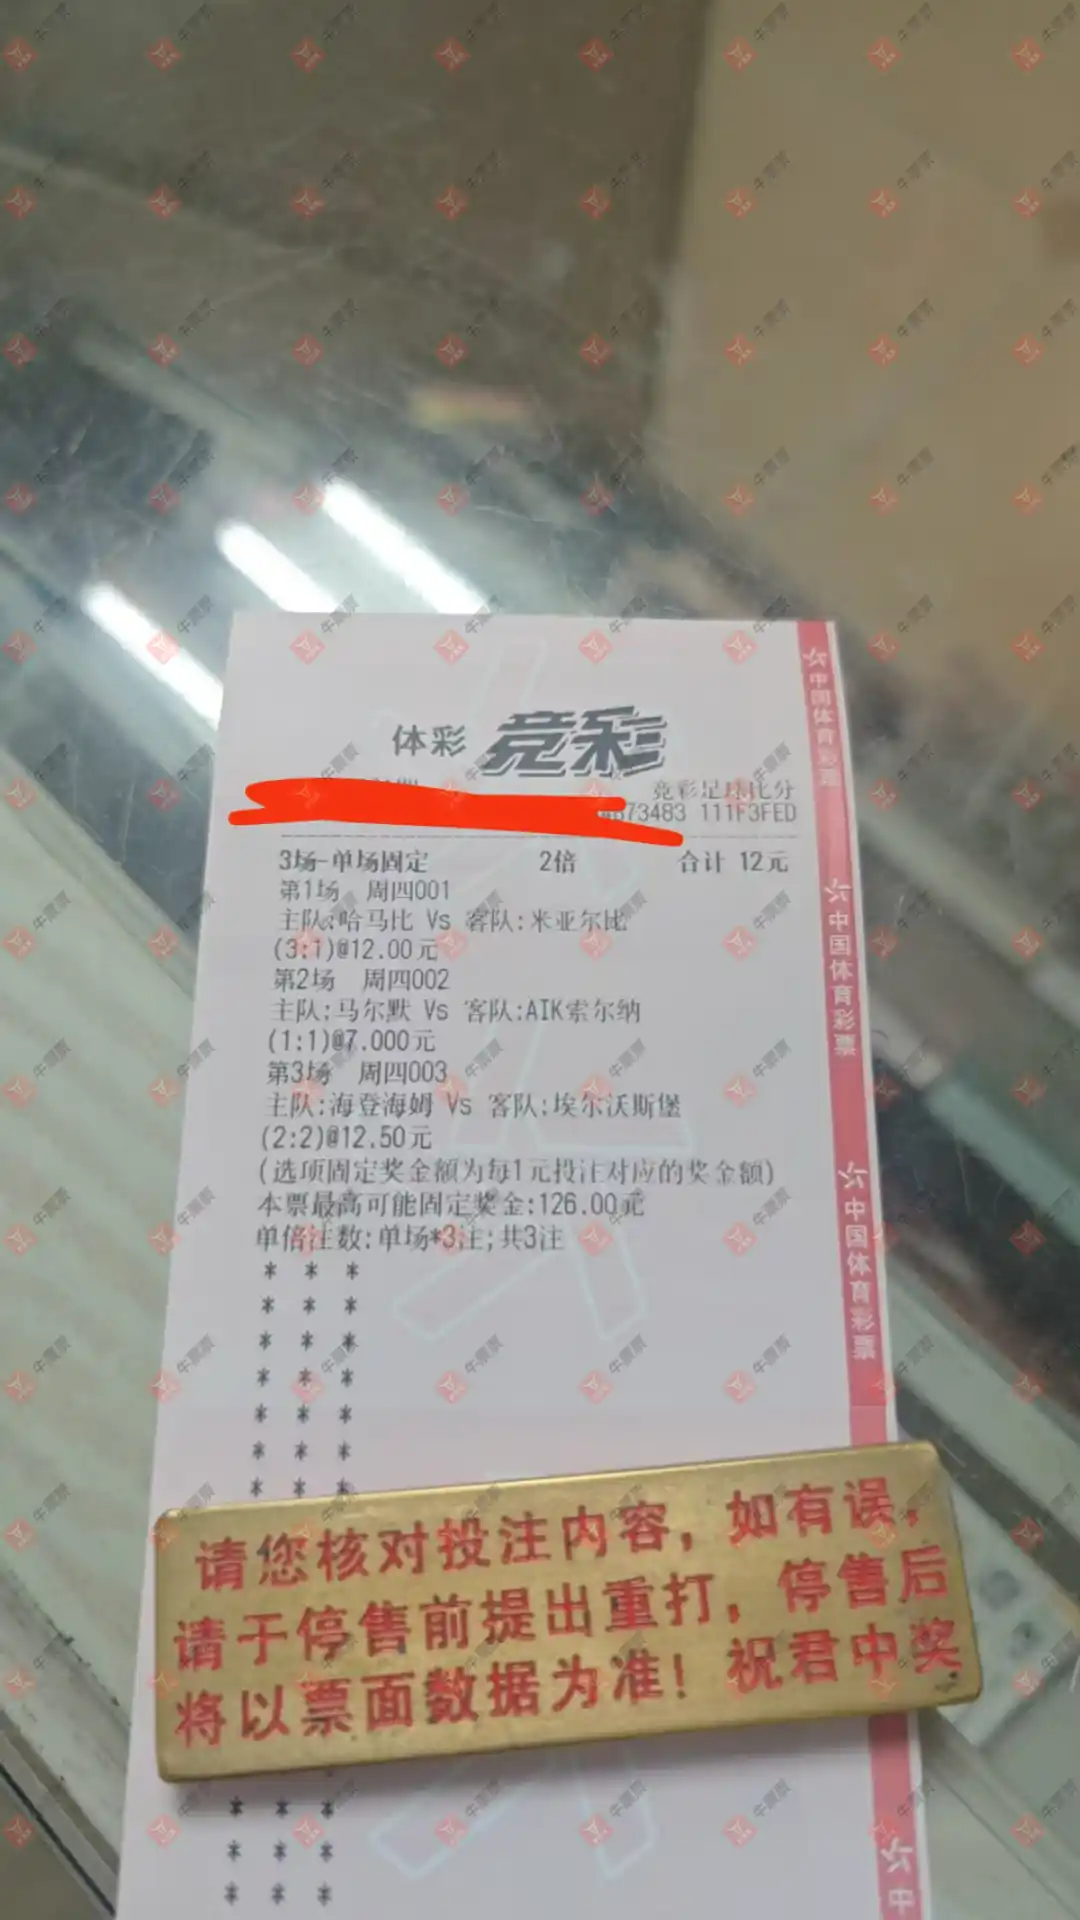 体彩 竞彩
竞彩足球比分
73483 111F3FED
3场-单场固定 2倍 合计 12元
第1场 周四001
主队:哈马比 Vs 客队:米亚尔比
(3:1)@12.00元
第2场 周四002
主队:马尔默 Vs 客队:AIK索尔纳
(1:1)@7.000元
第3场 周四003
主队:海登海姆 Vs 客队:埃尔沃斯堡
(2:2)@12.50元
(选项固定奖金额为每1元投注对应的奖金额)
本票最高可能固定奖金:126.00元
单倍注数:单场*3注;共3注
* * *
* * *
* * *
* * *
* * *
* * *
* * *
请您核对投注内容，如有误，
请于停售前提出重打，停售后
将以票面数据为准！祝君中奖
* * *
* * *
* * *
中国体育彩票
中国体育彩票
中国体育彩票
中
牛票票